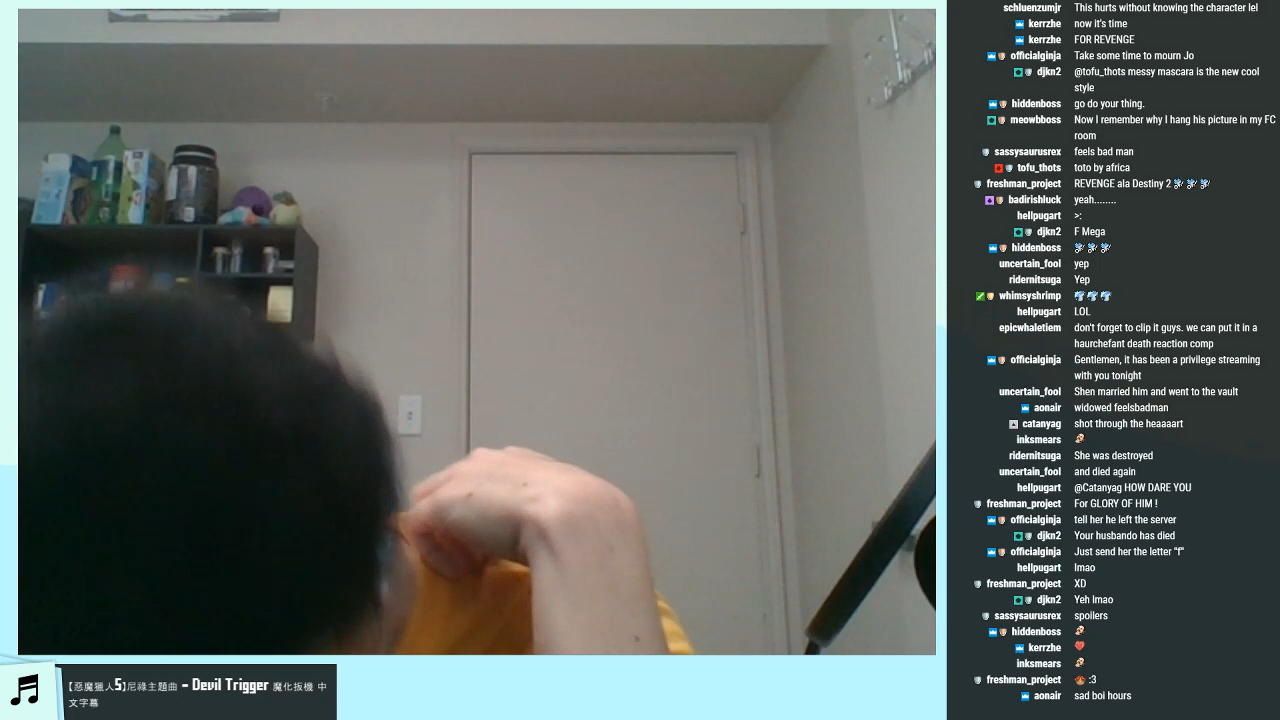 schluenzumjr This hurts without knowing the character lel
kerrzhe now it's time
kerrzhe FOR REVENGE
officialginja Take some time to mourn Jo
djkn2 @tofu_thots messy mascara is the new cool
style
hiddenboss go do your thing.
meowbboss Now I remember why I hang his picture in my FC
room
sassysaurusrex feels bad man
tofu_thots toto by africa
freshman_project REVENGE ala Destiny 2
badirishluck yeah........
hellpugart >:
djkn2 F Mega
hiddenboss
uncertain_fool yep
ridernitsuga Yep
whimsyshrimp
hellpugart LOL
epicwhaletiem don't forget to clip it guys. we can put it in a
haurchefant death reaction comp
officialginja Gentlemen, it has been a privilege streaming
with you tonight
uncertain_fool Shen married him and went to the vault
aonair widowed feelsbadman
catanyag shot through the heaaaart
inksmears
ridernitsuga She was destroyed
uncertain_fool and died again
hellpugart @Catanyag HOW DARE YOU
freshman_project For GLORY OF HIM !
officialginja tell her he left the server
djkn2 Your husbando has died
officialginja Just send her the letter "f"
hellpugart lmao
freshman_project XD
djkn2 Yeh lmao
sassysaurusrex spoilers
hiddenboss
kerrzhe
inksmears
freshman_project :3
aonair sad boi hours
【惡魔獵人5】尼祿主題曲 - Devil Trigger 魔化扳機 中
文字幕